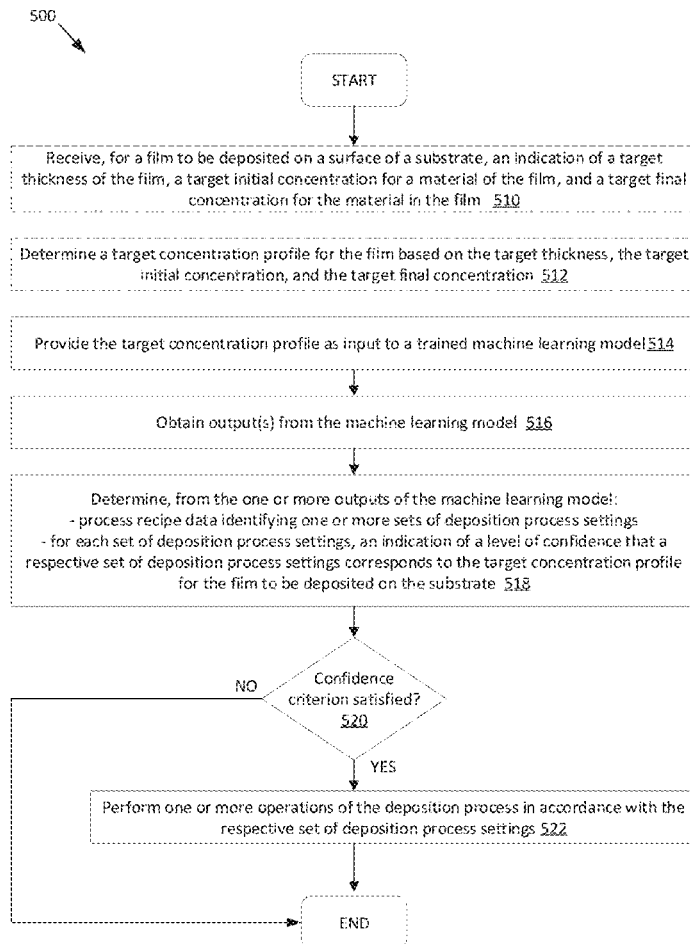 500
START
Receive, for a film to be deposited on a surface of a substrate, an indication of a target
thickness of the film, a target initial concentration for a material of the film, and a target final
concentration for the material in the film 510
Determine a target concentration profile for the film based on the target thickness, the target
initial concentration, and the target final concentration 512
Provide the target concentration profile as input to a trained machine learning model 514
Obtain output(s) from the machine learning model 516
Determine, from the one or more outputs of the machine learning model:
- process recipe data identifying one or more sets of deposition process settings
- for each set of deposition process settings, an indication of a level of confidence that a
respective set of deposition process settings corresponds to the target concentration profile
for the film to be deposited on the substrate 518
Confidence
criterion satisfied?
520
NO
YES
Perform one or more operations of the deposition process in accordance with the
respective set of deposition process settings 522
END